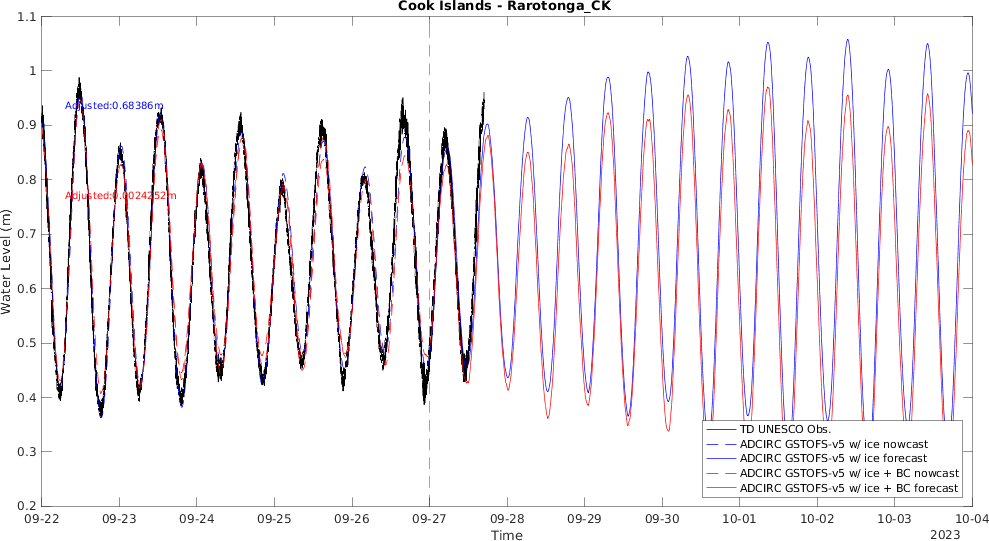 Cook Islands - Rarotonga_CK
1.1
1
0.9
0.8
0.7
0.6
0.5
0.4
0.3
0.2
Water Level (m)
Adjusted:0.68386m
Adjusted:0.0024252m
TD UNESCO Obs.
ADCIRC GSTOFS-v5 w/ ice nowcast
ADCIRC GSTOFS-v5 w/ ice forecast
ADCIRC GSTOFS-v5 w/ ice + BC nowcast
ADCIRC GSTOFS-v5 w/ ice + BC forecast
09-22 09-23 09-24 09-25 09-26 09-27 09-28 09-29 09-30 10-01 10-02 10-03 10-04
Time
2023